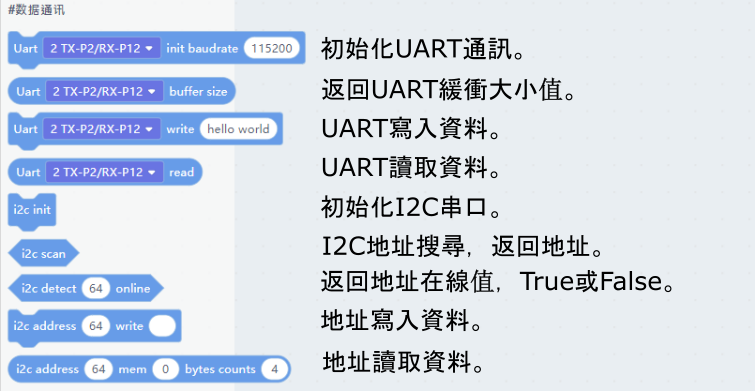 #数据通讯
Uart 2 TX-P2/RX-P12 init baudrate 115200 初始化UART通訊。
Uart 2 TX-P2/RX-P12 buffer size 返回UART緩衝大小值。
Uart 2 TX-P2/RX-P12 write hello world UART寫入資料。
Uart 2 TX-P2/RX-P12 read UART讀取資料。
i2c init 初始化I2C串口。
i2c scan I2C地址搜尋，返回地址。
i2c detect 64 online 返回地址在線值，True或False。
i2c address 64 write 地址寫入資料。
i2c address 64 mem 0 bytes counts 4 地址讀取資料。